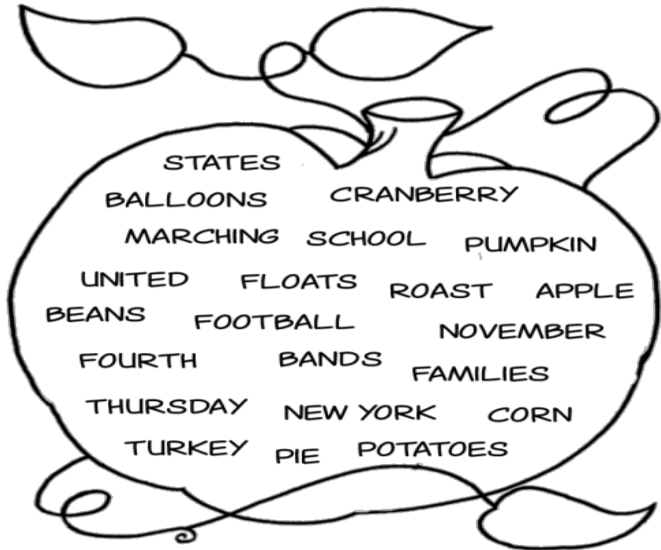 STATES
BALLOONS CRANBERRY
MARCHING SCHOOL PUMPKIN
UNITED FLOATS ROAST APPLE
BEANS FOOTBALL NOVEMBER
FOURTH BANDS FAMILIES
THURSDAY NEW YORK CORN
TURKEY PIE POTATOES